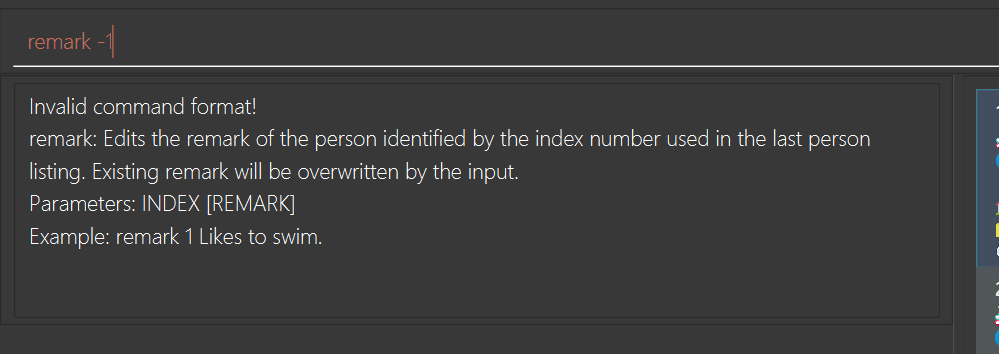 remark -1
Invalid command format!
remark: Edits the remark of the person identified by the index number used in the last person
listing. Existing remark will be overwritten by the input.
Parameters: INDEX [REMARK]
Example: remark 1 Likes to swim.